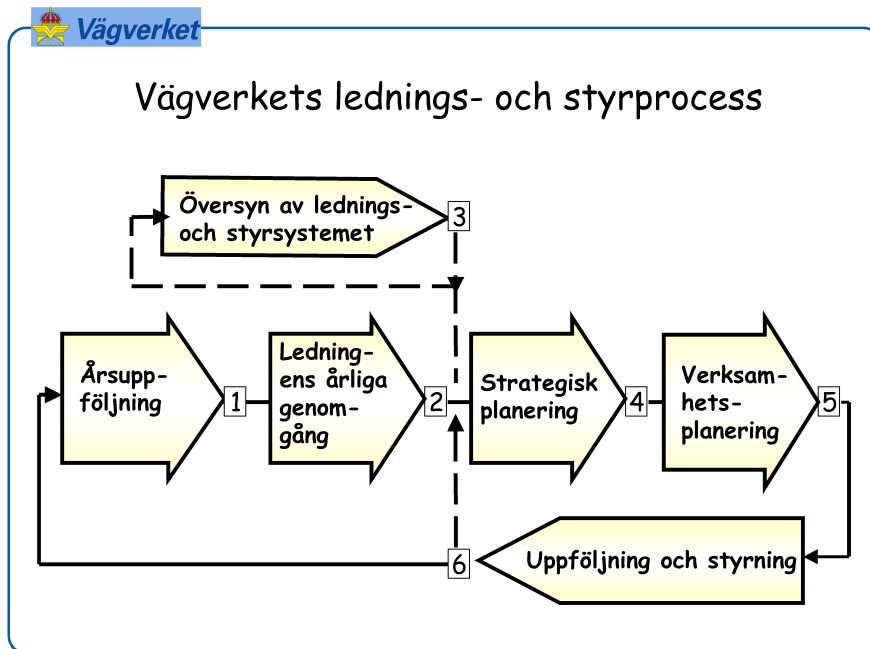 Vägverket
Vägverkets lednings- och styrprocess
Översyn av lednings-
och styrsystemet
3
Årsupp-
följning
1
Ledning-
ens årliga
genom-
gång
2
Strategisk
planering
4
Verksam-
hets-
planering
5
Uppföljning och styrning
6